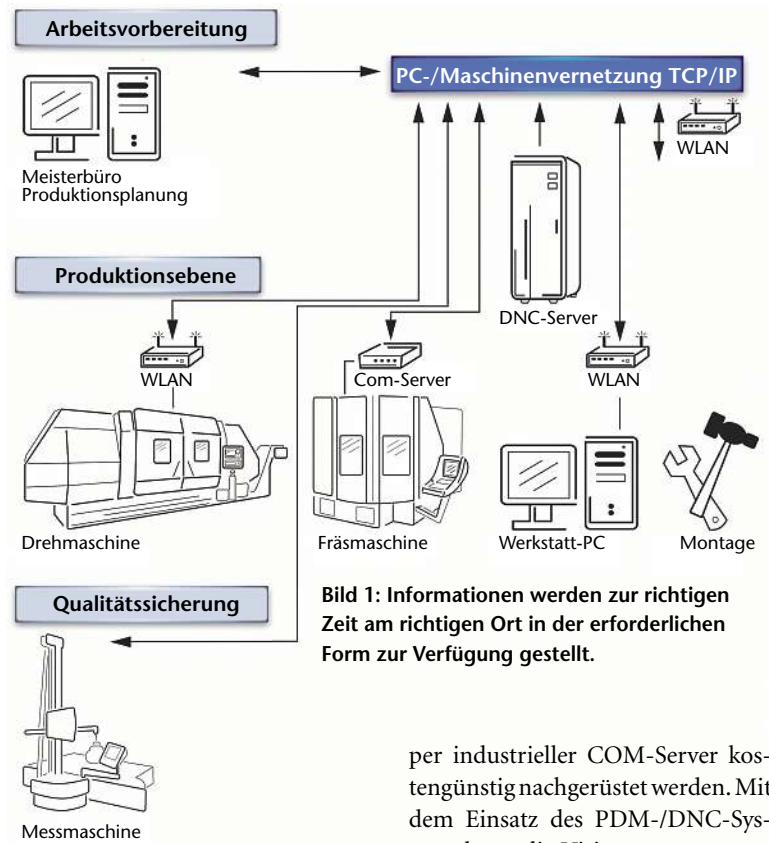 Arbeitsvorbereitung
PC-/Maschinenvernetzung TCP/IP
WLAN
Meisterbüro
Produktionsplanung
Produktionsebene
DNC-Server
WLAN
Com-Server
WLAN
Drehmaschine
Fräsmaschine
Werkstatt-PC
Montage
Qualitätssicherung
Bild 1: Informationen werden zur richtigen
Zeit am richtigen Ort in der erforderlichen
Form zur Verfügung gestellt.
Messmaschine
per industrieller COM-Server kos-
tengünstig nachgerüstet werden. Mit
dem Einsatz des PDM-/DNC-Sys-